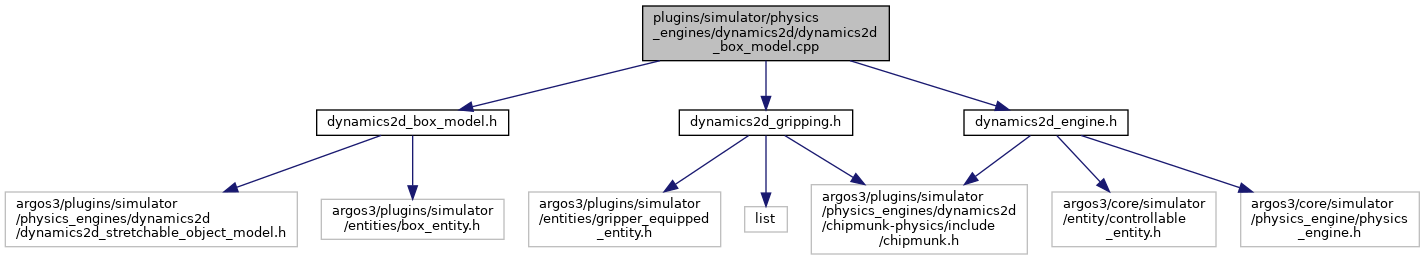 plugins/simulator/physics
_engines/dynamics2d/dynamics2d
_box_model.cpp
dynamics2d_box_model.h
dynamics2d_gripping.h
dynamics2d_engine.h
argos3/plugins/simulator
/physics_engines/dynamics2d
/dynamics2d_stretchable_object_model.h
argos3/plugins/simulator
/entities/box_entity.h
argos3/plugins/simulator
/entities/gripper_equipped
_entity.h
list
argos3/plugins/simulator
/physics_engines/dynamics2d
/chipmunk-physics/include
/chipmunk.h
argos3/core/simulator
/entity/controllable
_entity.h
argos3/core/simulator
/physics_engine/physics
_engine.h